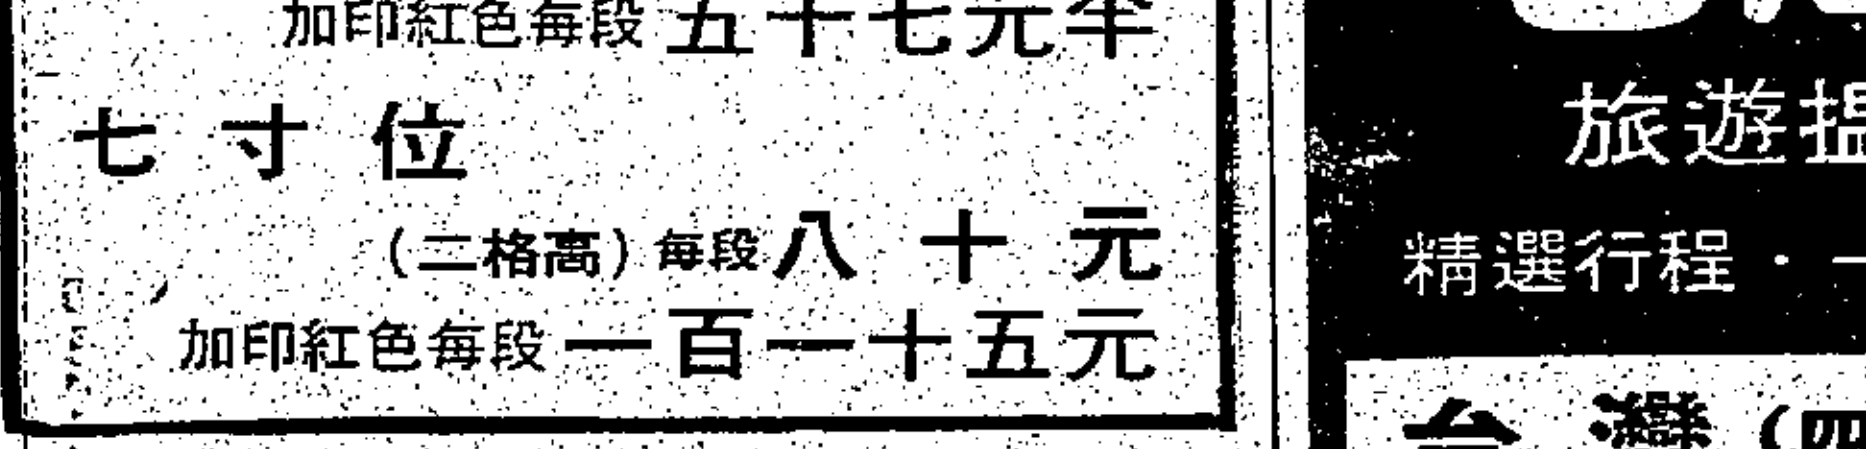 加印紅色每段五十七元半
七寸位
(二格高)每段八十元
加印紅色每段一百一十五元
旅遊
精選行程·一
台灣(四